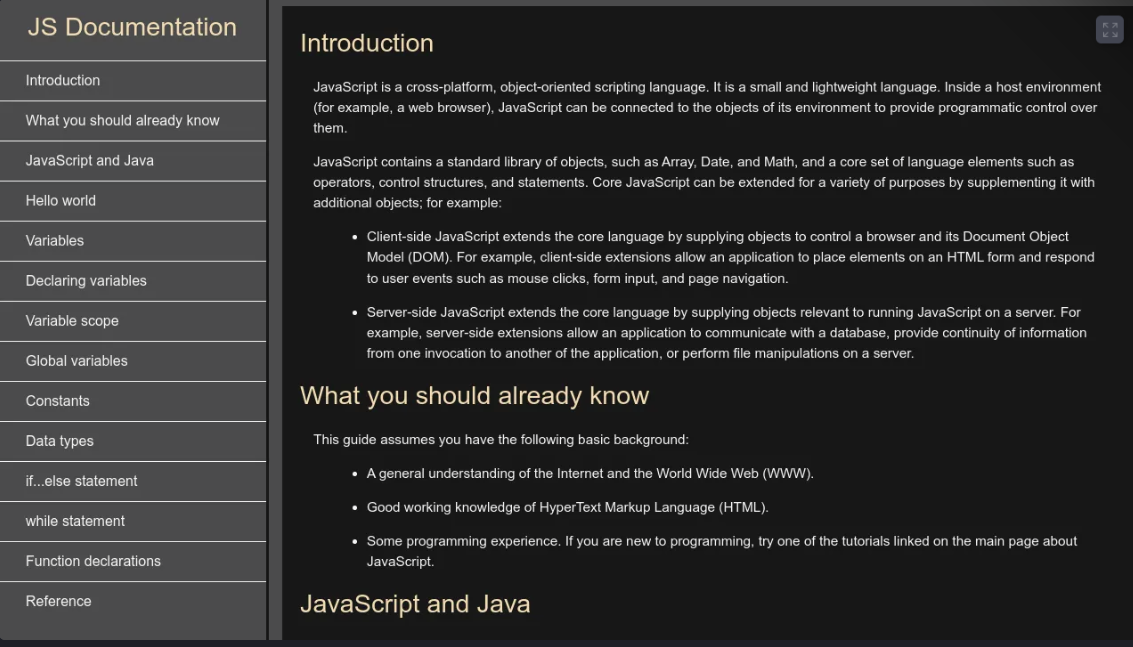 JS Documentation
Introduction
What you should already know
JavaScript and Java
Hello world
Variables
Declaring variables
Variable scope
Global variables
Constants
Data types
if...else statement
while statement
Function declarations
Reference
Introduction
JavaScript is a cross-platform, object-oriented scripting language. It is a small and lightweight language. Inside a host environment
(for example, a web browser), JavaScript can be connected to the objects of its environment to provide programmatic control over
them.
JavaScript contains a standard library of objects, such as Array, Date, and Math, and a core set of language elements such as
operators, control structures, and statements. Core JavaScript can be extended for a variety of purposes by supplementing it with
additional objects; for example:
• Client-side JavaScript extends the core language by supplying objects to control a browser and its Document Object
Model (DOM). For example, client-side extensions allow an application to place elements on an HTML form and respond
to user events such as mouse clicks, form input, and page navigation.
• Server-side JavaScript extends the core language by supplying objects relevant to running JavaScript on a server. For
example, server-side extensions allow an application to communicate with a database, provide continuity of information
from one invocation to another of the application, or perform file manipulations on a server.
What you should already know
This guide assumes you have the following basic background:
• A general understanding of the Internet and the World Wide Web (WWW).
• Good working knowledge of HyperText Markup Language (HTML).
• Some programming experience. If you are new to programming, try one of the tutorials linked on the main page about
JavaScript.
JavaScript and Java